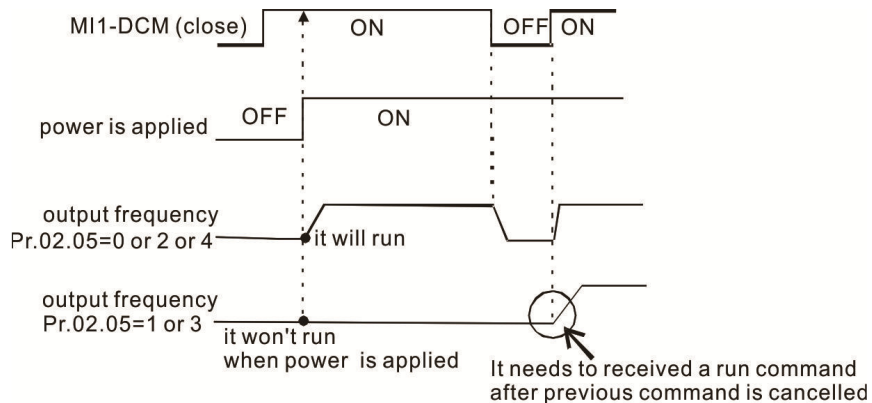 MI1-DCM (close)
ON
OFF
ON
power is applied
OFF
ON
output frequency
Pr.02.05=0 or 2 or 4
it will run
output frequency
Pr.02.05=1 or 3
it won't run
when power is applied
It needs to received a run command
after previous command is cancelled